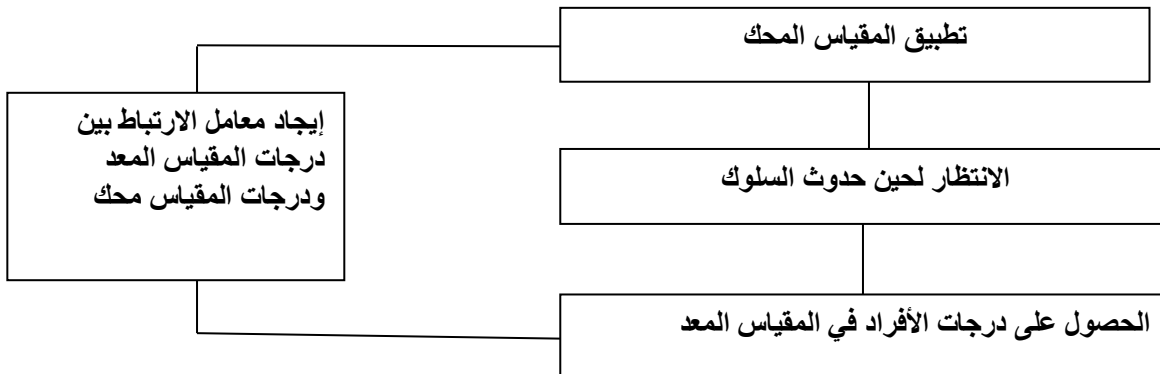 تطبيق المقياس المحك
إيجاد معامل الارتباط بين
درجات المقياس المعد
ودرجات المقياس محك
الانتظار لحين حدوث السلوك
الحصول على درجات الأفراد في المقياس المعد